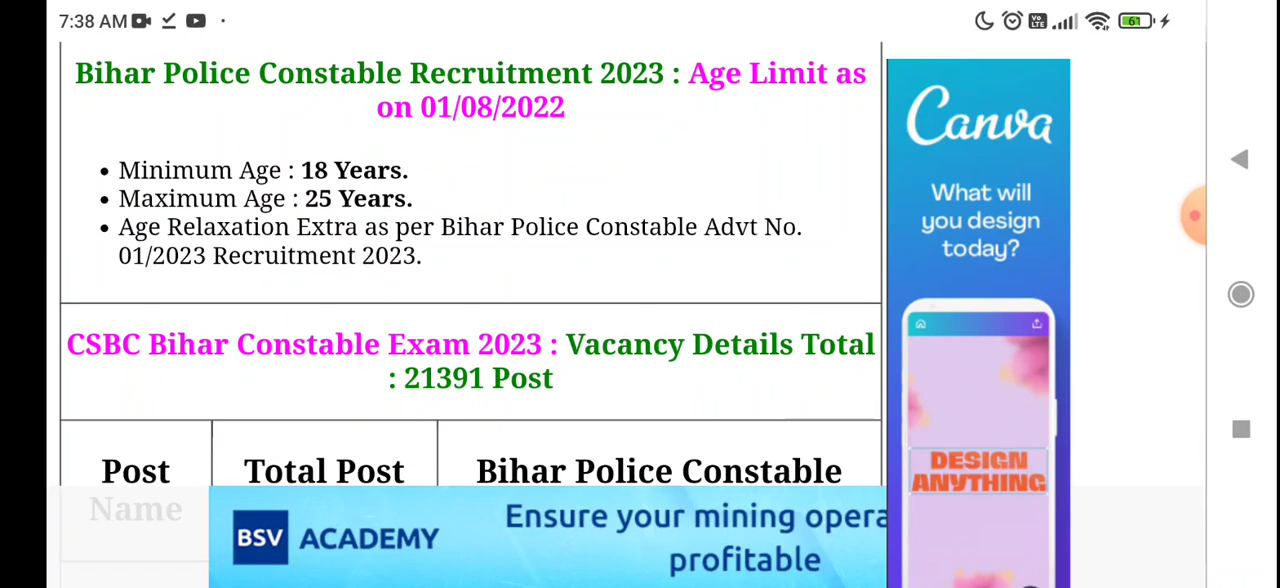 7:38 AM
Vo LTE
61
Bihar Police Constable Recruitment 2023 : Age Limit as
on 01/08/2022
Minimum Age : 18 Years.
Maximum Age : 25 Years.
Age Relaxation Extra as per Bihar Police Constable Advt No.
01/2023 Recruitment 2023.
CSBC Bihar Constable Exam 2023 : Vacancy Details Total
: 21391 Post
Post
Name
Total Post
Bihar Police Constable
BSV ACADEMY
Ensure your mining opera
profitable
Canva
What will
you design
today?
DESIGN
ANYTHING